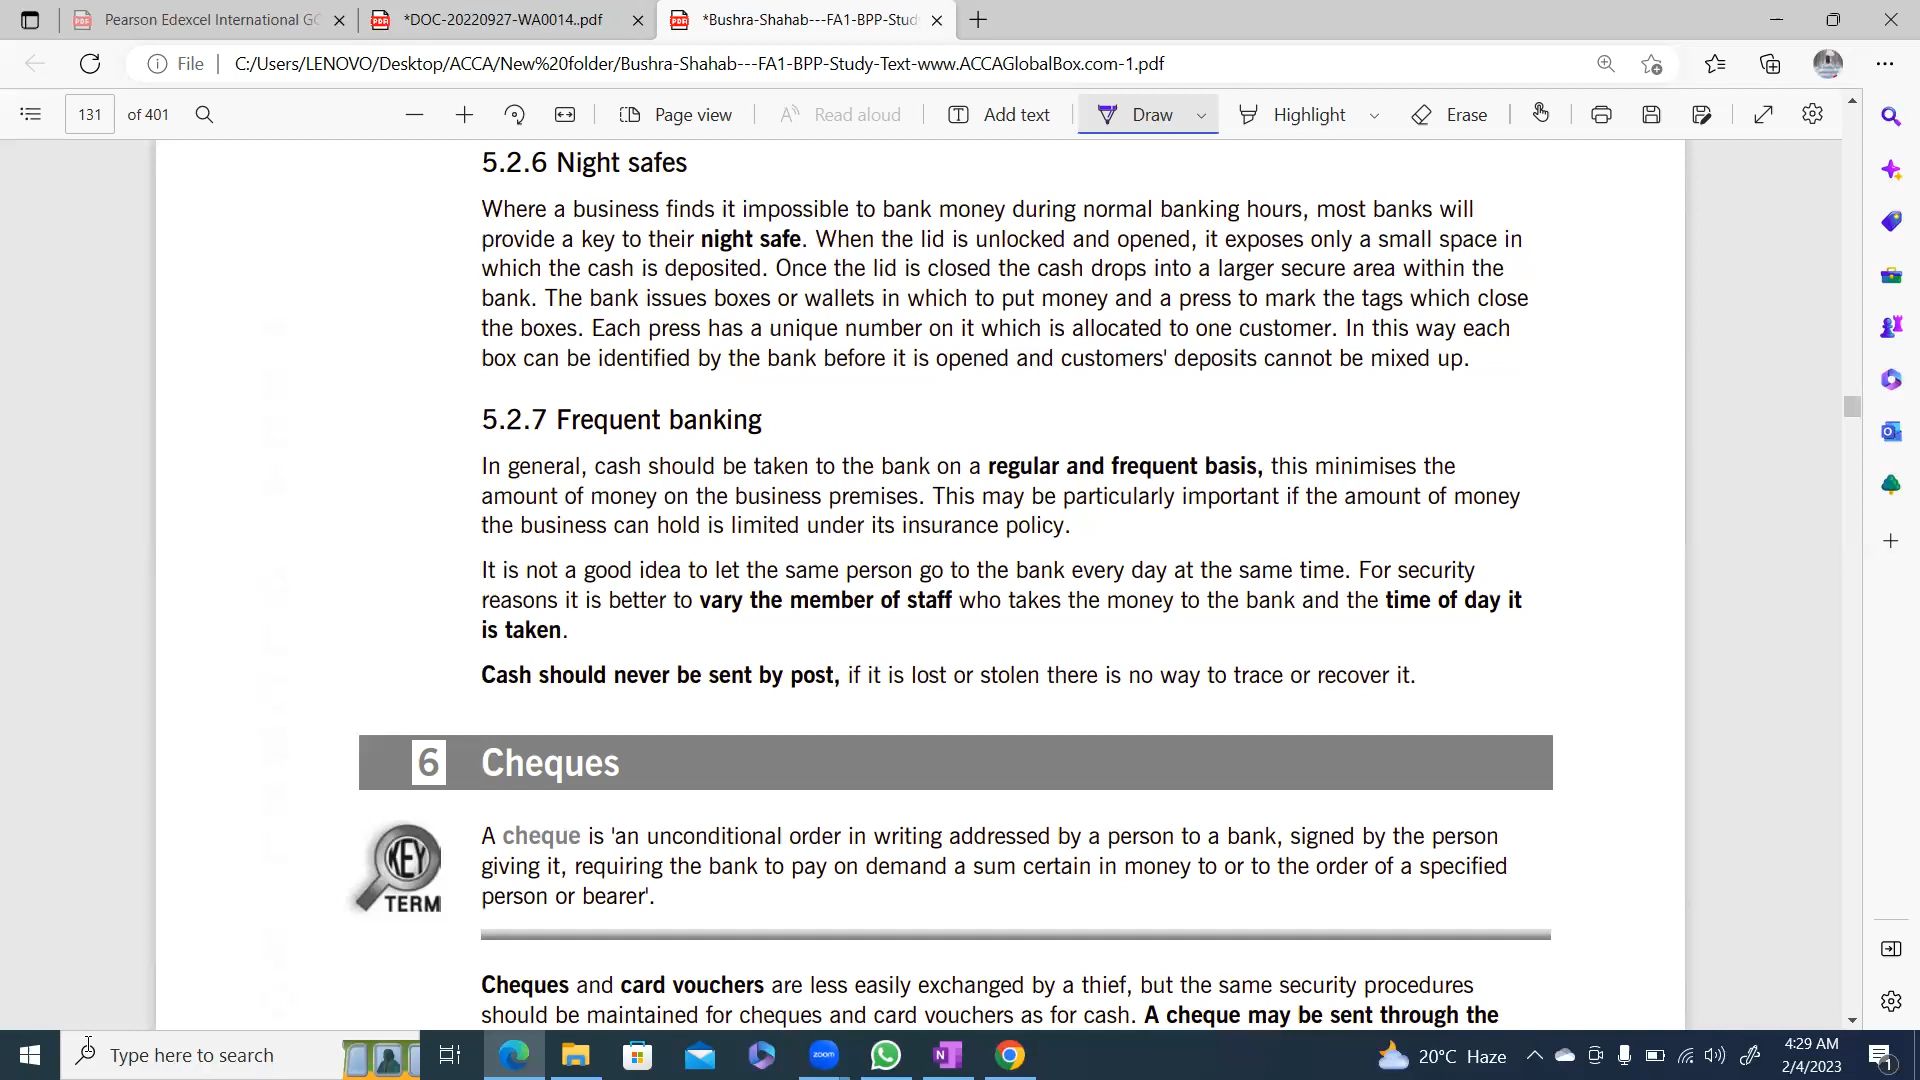 Pearson Edexcel International GC
*DOC-20220927-WA0014..pdf
*Bushra-Shahab---FA1-BPP-Stud
File
C:/Users/LENOVO/Desktop/ACCA/New%20folder/Bushra-Shahab---FA1-BPP-Study-Text-www.ACCAGlobalBox.com-1.pdf
131 of 401
Page view
Read aloud
Add text
Draw
Highlight
Erase
5.2.6 Night safes
Where a business finds it impossible to bank money during normal banking hours, most banks will
provide a key to their night safe. When the lid is unlocked and opened, it exposes only a small space in
which the cash is deposited. Once the lid is closed the cash drops into a larger secure area within the
bank. The bank issues boxes or wallets in which to put money and a press to mark the tags which close
the boxes. Each press has a unique number on it which is allocated to one customer. In this way each
box can be identified by the bank before it is opened and customers' deposits cannot be mixed up.
5.2.7 Frequent banking
In general, cash should be taken to the bank on a regular and frequent basis, this minimises the
amount of money on the business premises. This may be particularly important if the amount of money
the business can hold is limited under its insurance policy.
It is not a good idea to let the same person go to the bank every day at the same time. For security
reasons it is better to vary the member of staff who takes the money to the bank and the time of day it
is taken.
Cash should never be sent by post, if it is lost or stolen there is no way to trace or recover it.
6 Cheques
KEY
TERM
A cheque is 'an unconditional order in writing addressed by a person to a bank, signed by the person
giving it, requiring the bank to pay on demand a sum certain in money to or to the order of a specified
person or bearer'.
Cheques and card vouchers are less easily exchanged by a thief, but the same security procedures
should be maintained for cheques and card vouchers as for cash. A cheque may be sent through the
Type here to search
zoom
20°C Haze
4:29 AM
2/4/2023
1